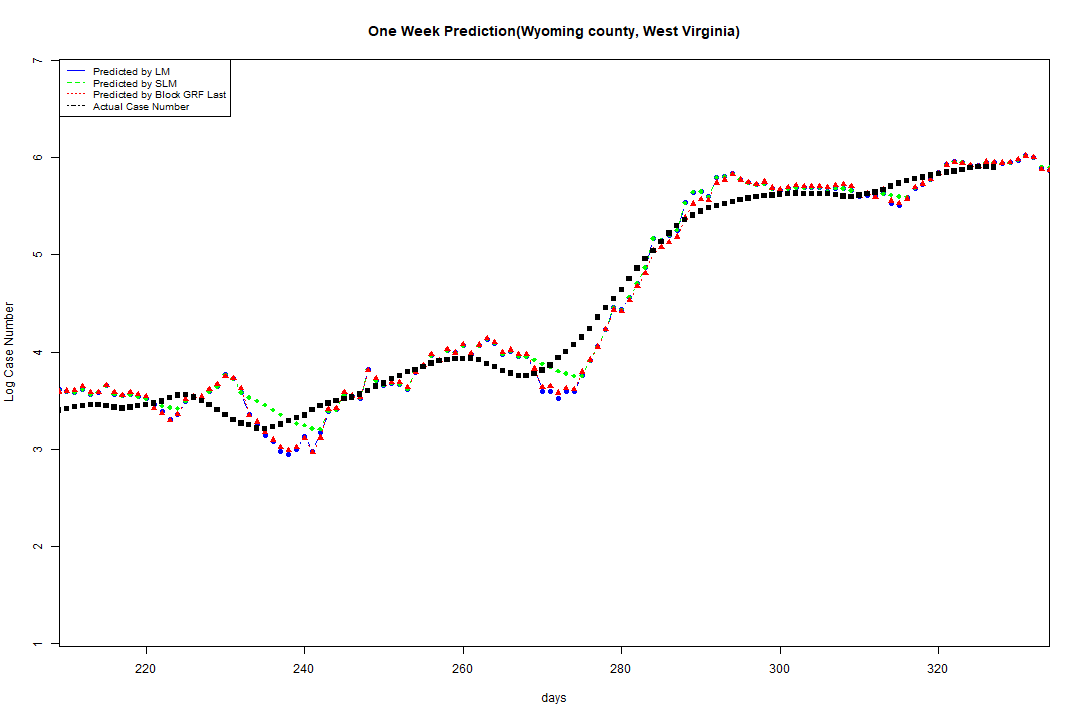 One Week Prediction(Wyoming county, West Virginia)
Predicted by LM
Predicted by SLM
Predicted by Block GRF Last
Actual Case Number
7
6
5
4
3
2
1
Log Case Number
220 240 260 280 300 320
days